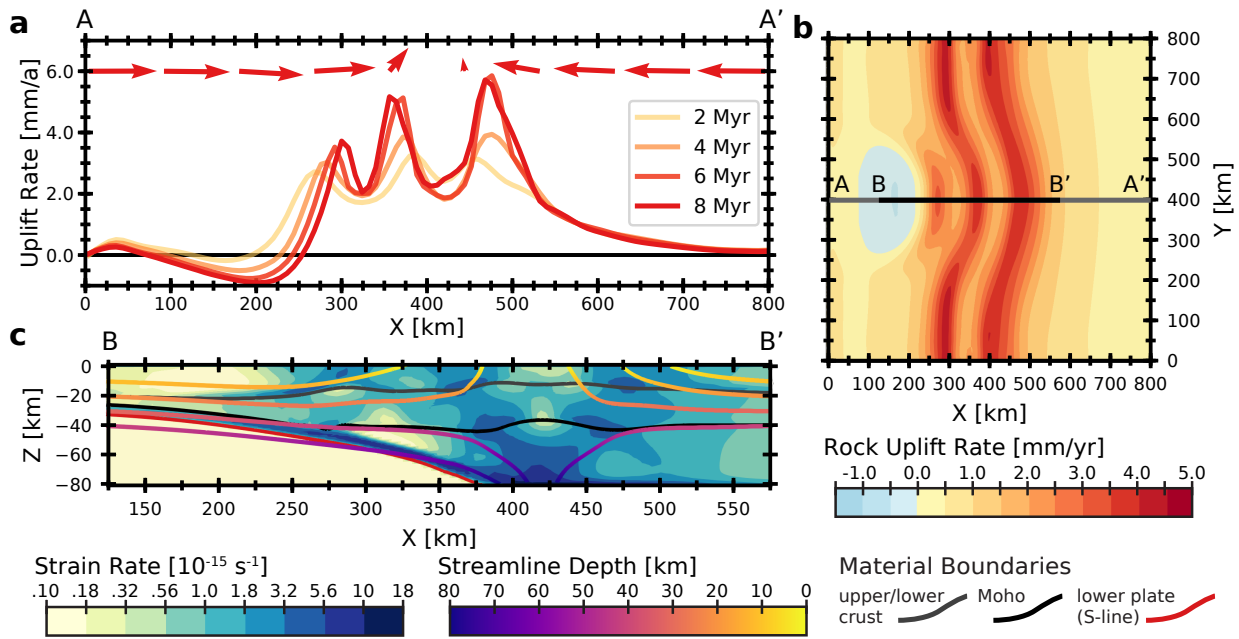 a
A A'
Uplift Rate [mm/a]
6.0
4.0
2.0
0.0
2 Myr
4 Myr
6 Myr
8 Myr
0 100 200 300 400 500 600 700 800
X [km]
b
800
700
600
500
400
300
200
100
0
Y [km]
A B B' A'
0 100 200 300 400 500 600 700 800
X [km]
c
B B'
Z [km]
0
−20
−40
−60
−80
150 200 250 300 350 400 450 500 550
X [km]
Rock Uplift Rate [mm/yr]
-1.0 0.0 1.0 2.0 3.0 5.0
Strain Rate [10⁻¹⁵ s⁻¹]
.10 .18 .32 .56 1.0 1.8 3.2 5.6 10 18
Streamline Depth [km]
80 70 60 50 40 30 20 10 0
Material Boundaries
upper/lower
crust
Moho
lower plate
(S-line)